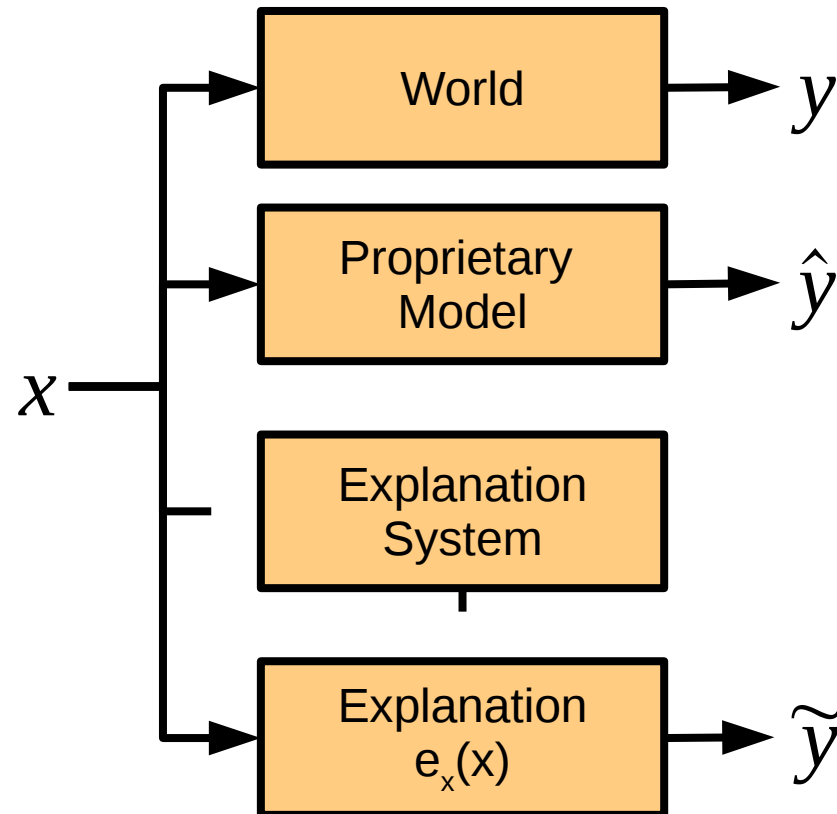 World
y
Proprietary
Model
ŷ
x
Explanation
System
Explanation
eₓ(x)
ỹ